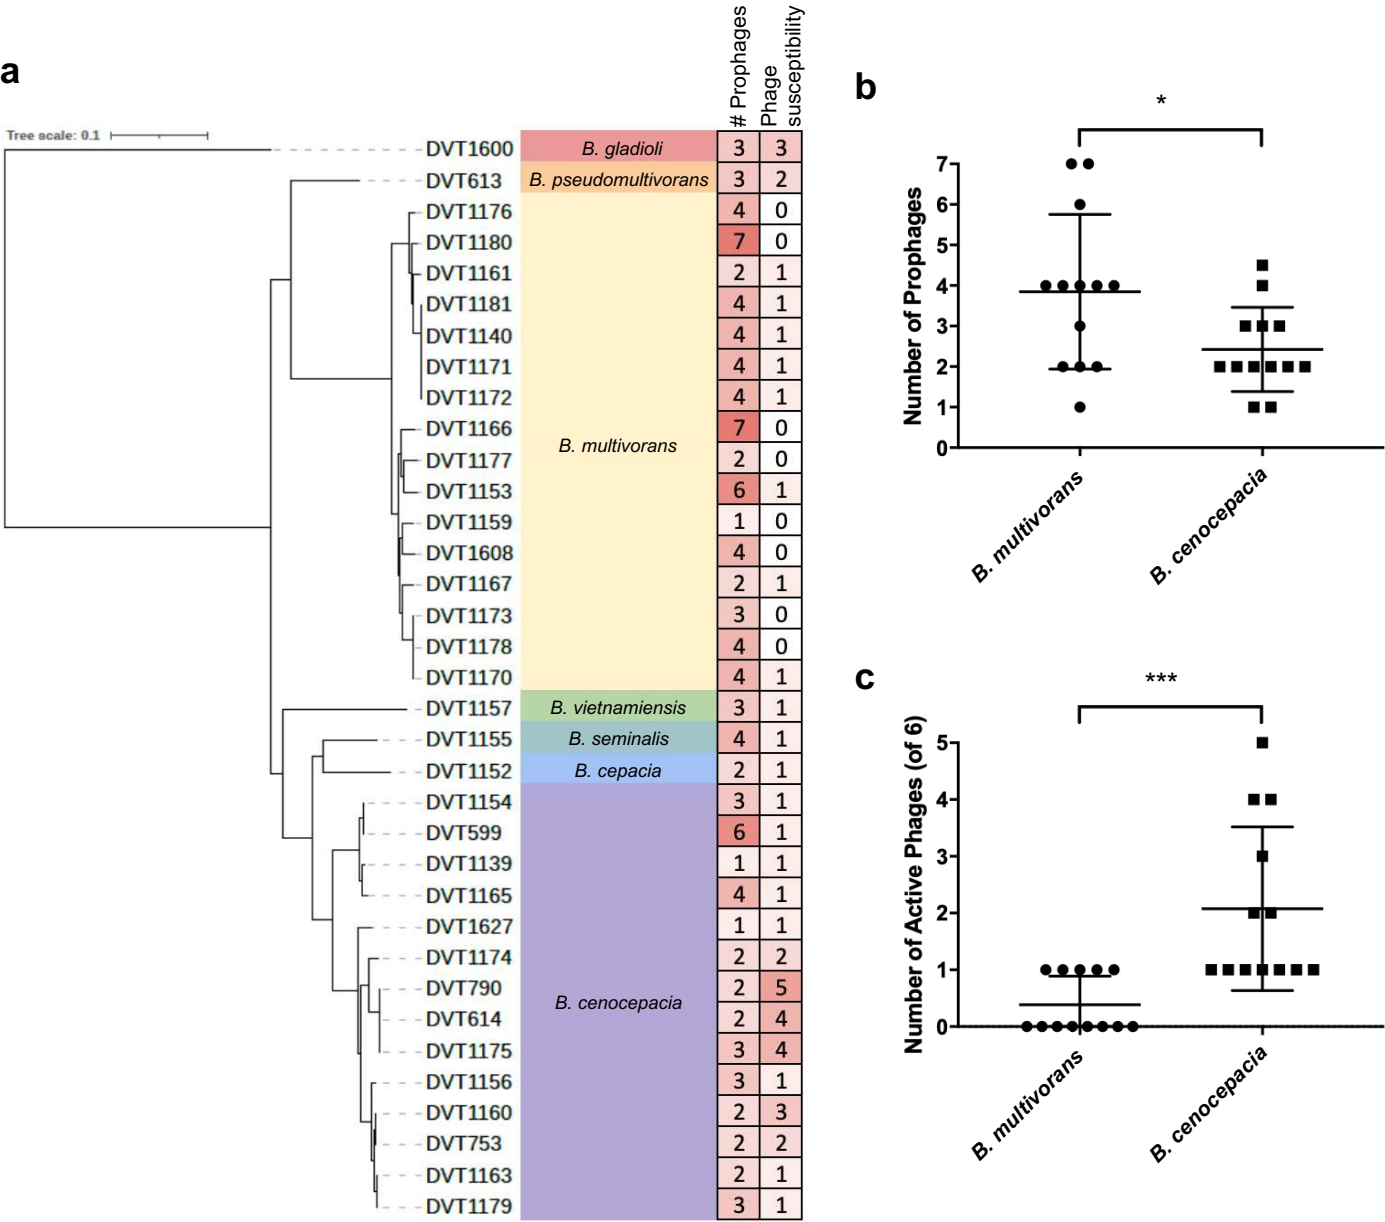 a
# Prophages
Phage
susceptibility
Tree scale: 0.1
DVT1600 B. gladioli 3 3
DVT613 B. pseudomultivorans 3 2
DVT1176 4 0
DVT1180 7 0
DVT1161 2 1
DVT1181 4 1
DVT1140 4 1
DVT1171 4 1
DVT1172 4 1
DVT1166 7 0
B. multivorans
DVT1177 2 0
DVT1153 6 1
DVT1159 1 0
DVT1608 4 0
DVT1167 2 1
DVT1173 3 0
DVT1178 4 0
DVT1170 4 1
DVT1157 B. vietnamiensis 3 1
DVT1155 B. seminalis 4 1
DVT1152 B. cepacia 2 1
DVT1154 3 1
DVT599 6 1
DVT1139 1 1
DVT1165 4 1
DVT1627 1 1
DVT1174 2 2
DVT790 2 5
B. cenocepacia
DVT614 2 4
DVT1175 3 4
DVT1156 3 1
DVT1160 2 3
DVT753 2 2
DVT1163 2 1
DVT1179 3 1
b
*
Number of Prophages
7
6
5
4
3
2
1
0
B. multivorans
B. cenocepacia
c
***
Number of Active Phages (of 6)
5
4
3
2
1
0
B. multivorans
B. cenocepacia